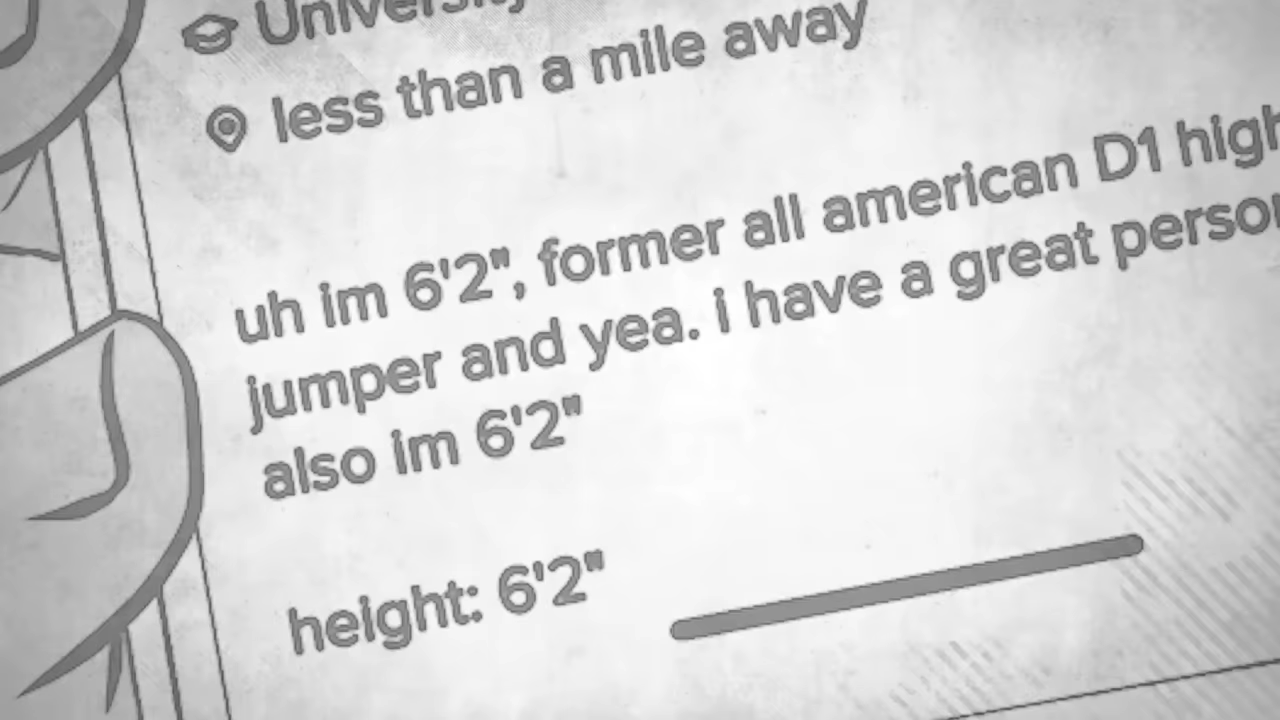 University
less than a mile away
uh im 6'2", former all american D1 high
jumper and yea. i have a great
also im 6'2"
height: 6'2"